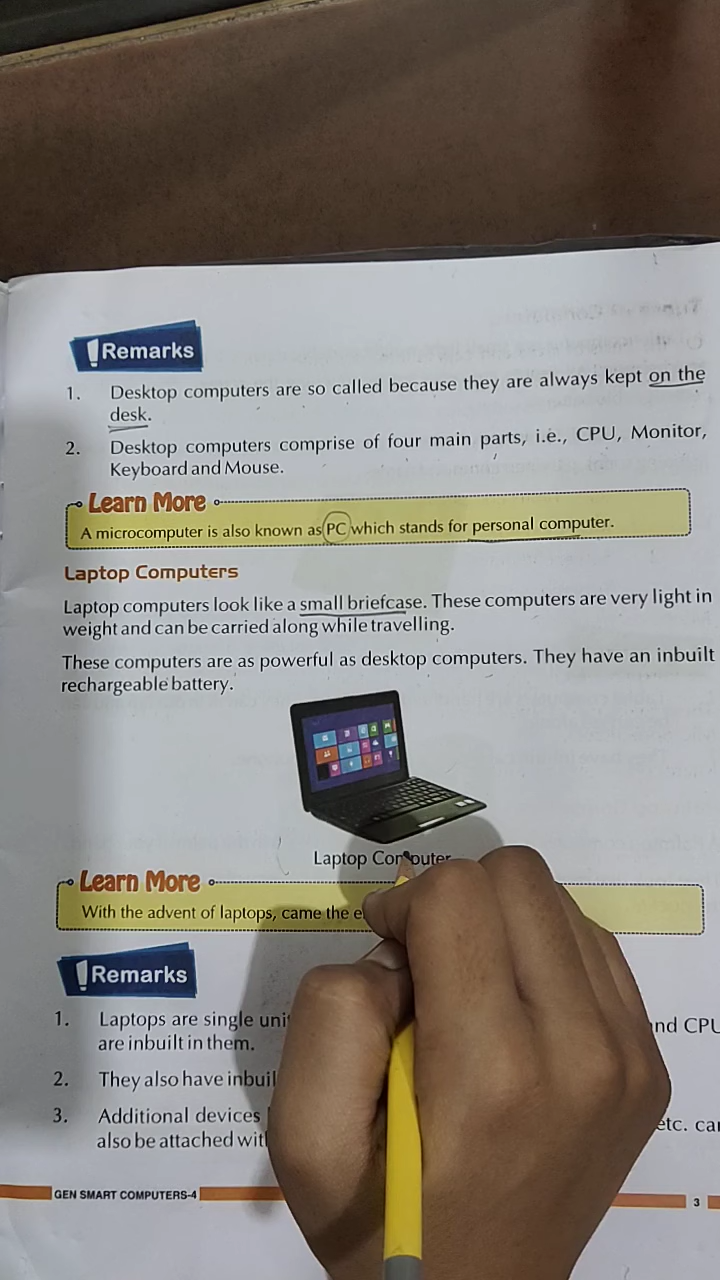 Remarks
1. Desktop computers are so called because they are always kept on the
desk.
2. Desktop computers comprise of four main parts, i.e., CPU, Monitor,
Keyboard and Mouse.
Learn More
A microcomputer is also known as PC which stands for personal computer.
Laptop Computers
Laptop computers look like a small briefcase. These computers are very light in
weight and can be carried along while travelling.
These computers are as powerful as desktop computers. They have an inbuilt
rechargeable battery.
Laptop Computer
Learn More
With the advent of laptops, came the
Remarks
1. Laptops are single and CPU
are inbuilt in them.
2. They also have
3. Additional devices etc.
also be attached
GEN SMART COMPUTERS-4
3